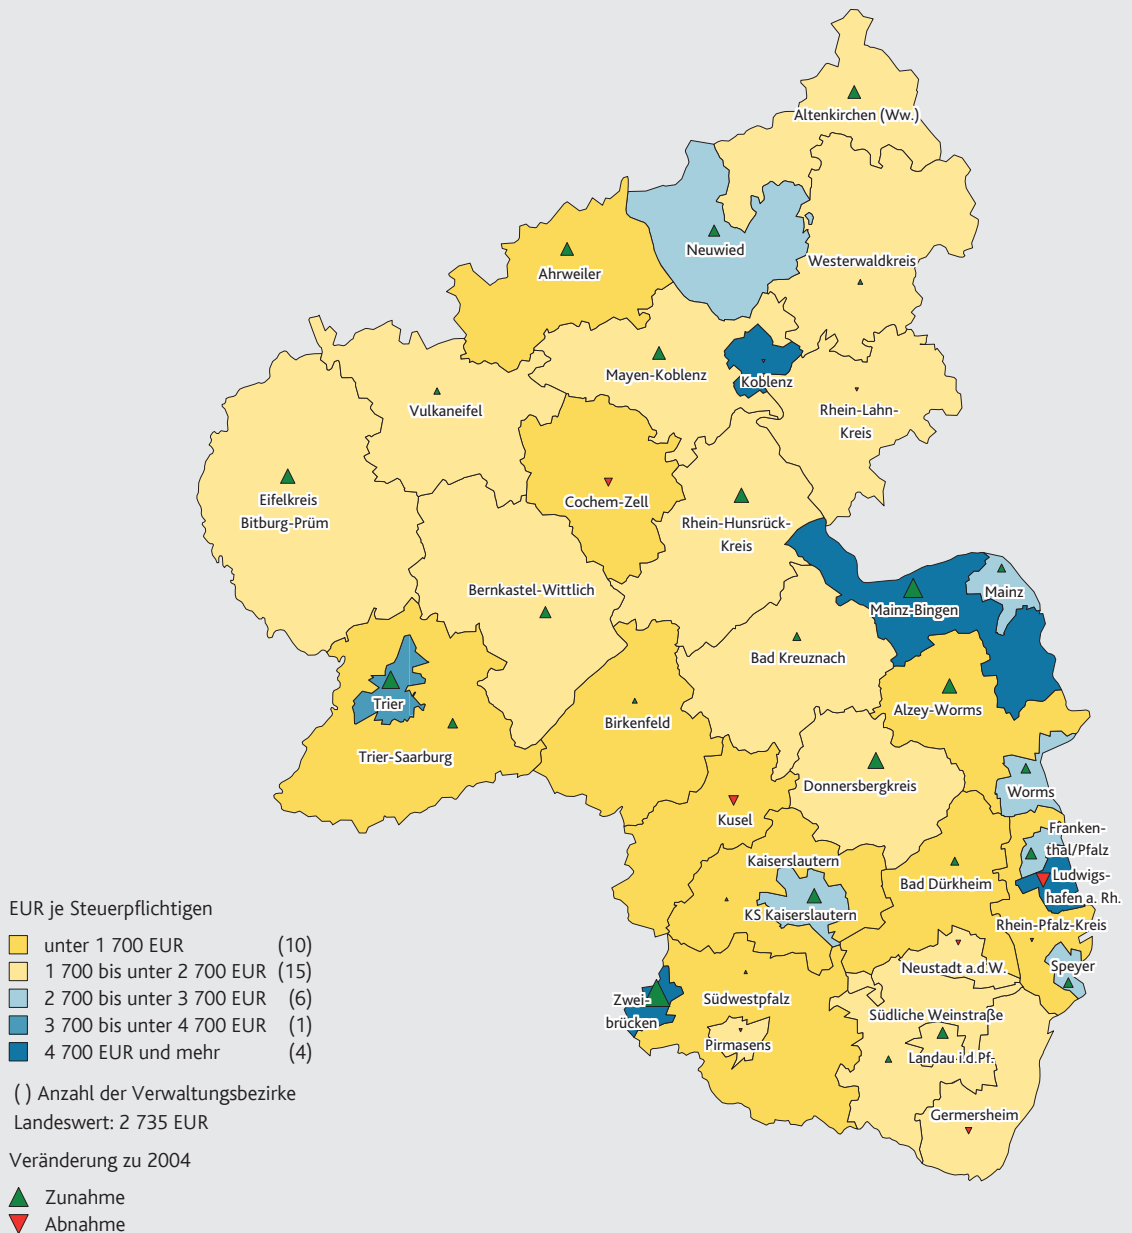 Altenkirchen (Ww.)
Neuwied
Westerwaldkreis
Ahrweiler
Mayen-Koblenz
Koblenz
Vulkaneifel
Rhein-Lahn-
Kreis
Eifelkreis
Bitburg-Prüm
Cochem-Zell
Rhein-Hunsrück-
Kreis
Bernkastel-Wittlich
Mainz
Mainz-Bingen
Bad Kreuznach
Trier
Alzey-Worms
Birkenfeld
Trier-Saarburg
Donnersbergkreis
Worms
Kusel
Franken-
thal/Pfalz
Kaiserslautern
Ludwigs-
hafen a. Rh.
Bad Dürkheim
KS Kaiserslautern
Rhein-Pfalz-Kreis
Neustadt a.d.W.
Speyer
Zwei-
brücken
Südwestpfalz
Südliche Weinstraße
Pirmasens
Landau i.d.Pf.
Germersheim
EUR je Steuerpflichtigen
unter 1 700 EUR (10)
1 700 bis unter 2 700 EUR (15)
2 700 bis unter 3 700 EUR (6)
3 700 bis unter 4 700 EUR (1)
4 700 EUR und mehr (4)
( ) Anzahl der Verwaltungsbezirke
Landeswert: 2 735 EUR
Veränderung zu 2004
Zunahme
Abnahme